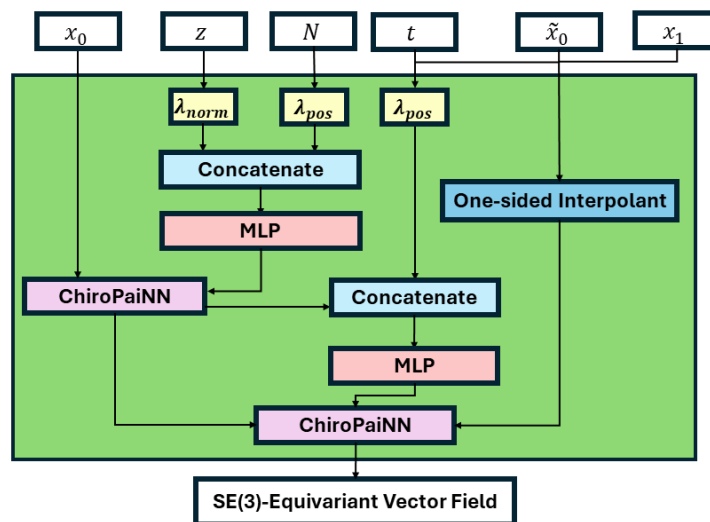 x₀ z N t x̃₀ x₁
λₙₒᵣₘ λₚₒₛ λₚₒₛ
Concatenate
One-sided Interpolant
MLP
ChiroPaiNN
Concatenate
MLP
ChiroPaiNN
SE(3)-Equivariant Vector Field